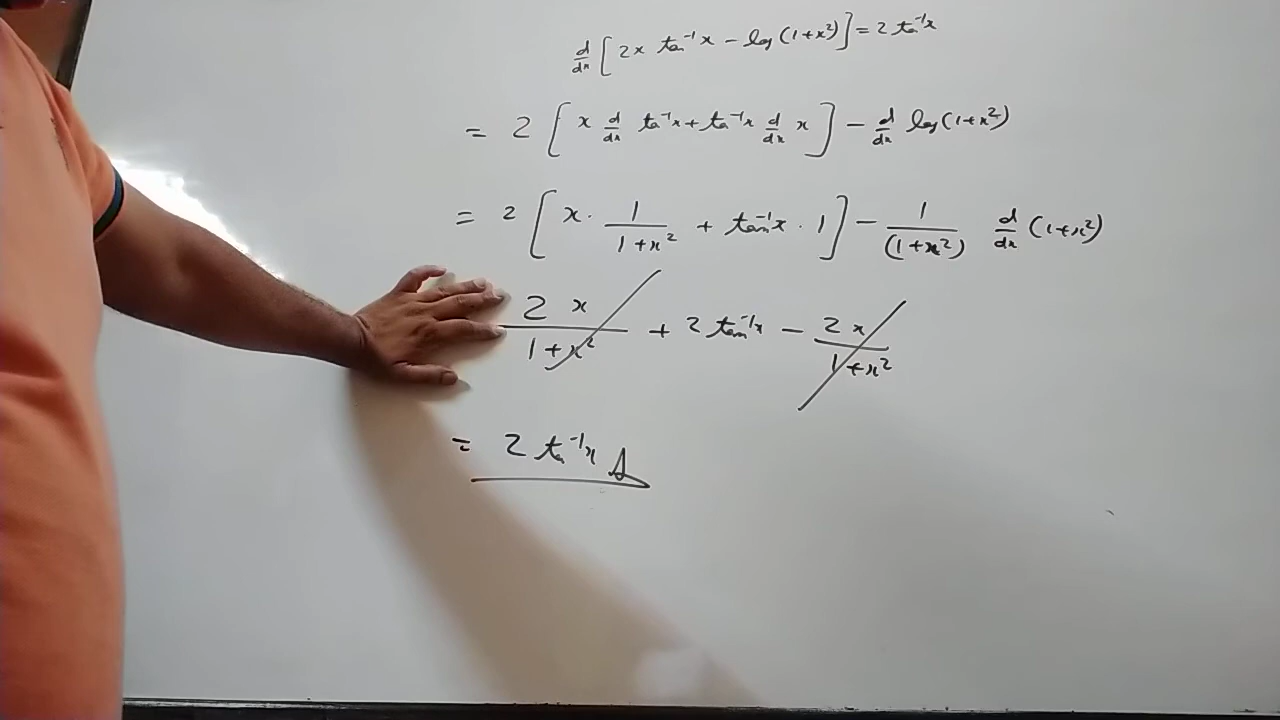 d/dx [2x tan⁻¹x − log(1+x²)] = 2 tan⁻¹x
= 2 [x d/dx tan⁻¹x + tan⁻¹x d/dx x] − d/dx log(1+x²)
= 2 [x · 1/(1+x²) + tan⁻¹x · 1] − 1/(1+x²) d/dx (1+x²)
2x/(1+x²) + 2 tan⁻¹x − 2x/(1+x²)
= 2 tan⁻¹x